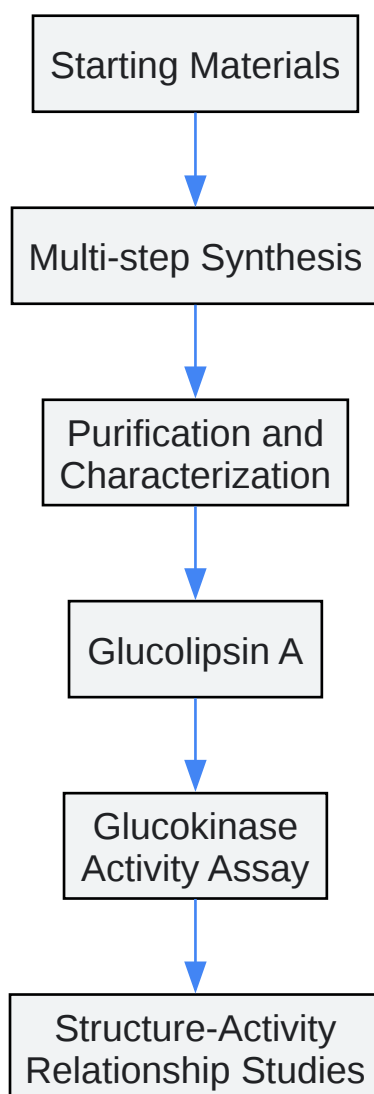 Starting Materials
Multi-step Synthesis
Purification and
Characterization
Glucolipsin A
Glucokinase
Activity Assay
Structure-Activity
Relationship Studies